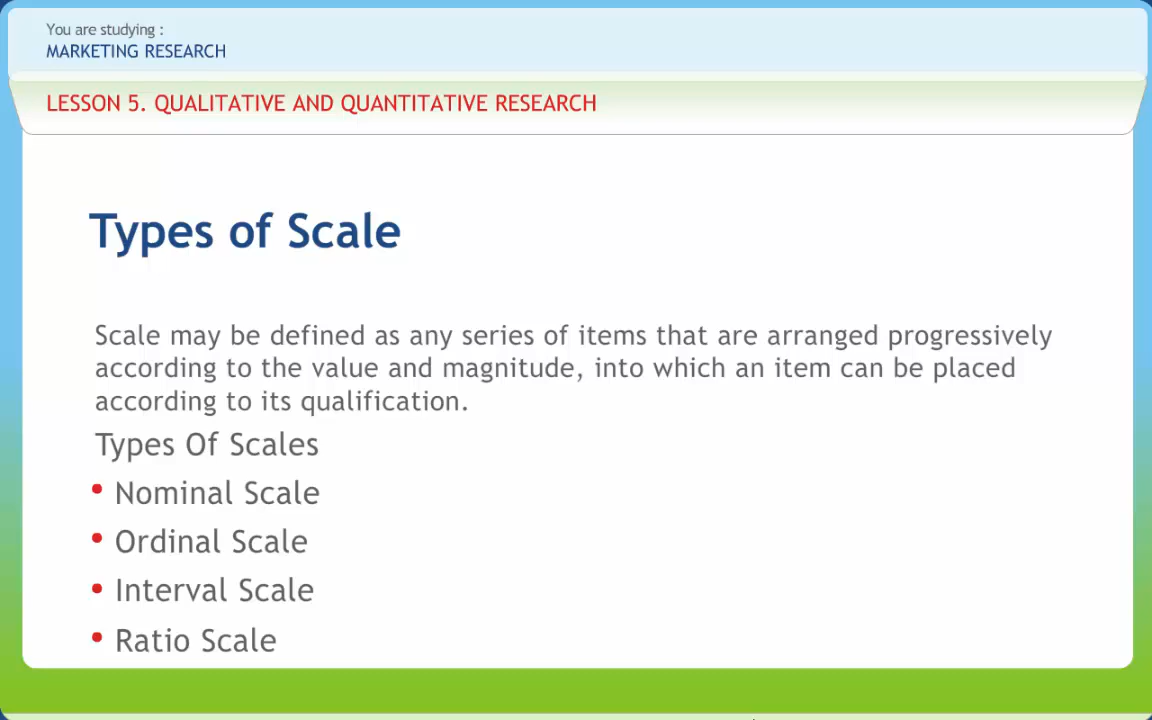 You are studying :
MARKETING RESEARCH
LESSON 5. QUALITATIVE AND QUANTITATIVE RESEARCH
Types of Scale
Scale may be defined as any series of items that are arranged progressively
according to the value and magnitude, into which an item can be placed
according to its qualification.
Types Of Scales
• Nominal Scale
• Ordinal Scale
• Interval Scale
• Ratio Scale